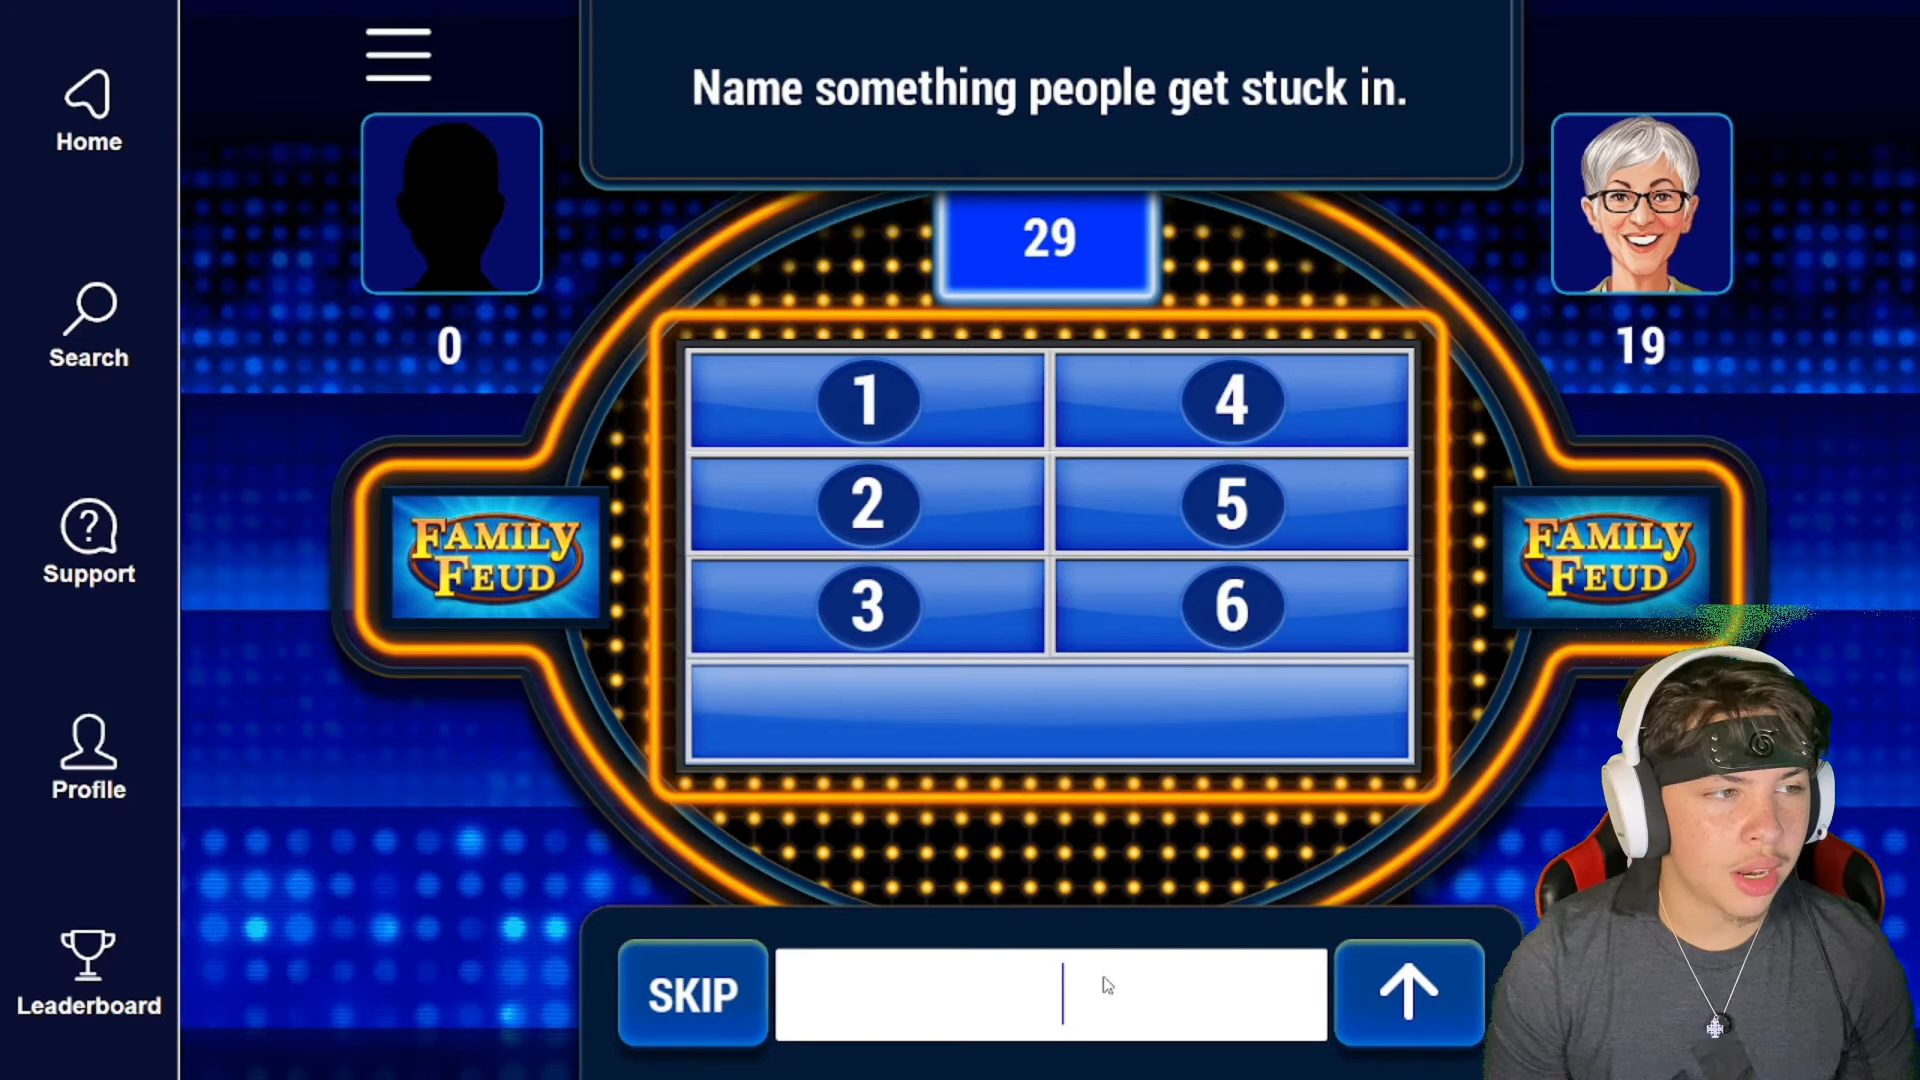 Home
Search
Support
Profile
Leaderboard
Name something people get stuck in.
29
0
19
1
4
2
5
3
6
FAMILY
FEUD
FAMILY
FEUD
SKIP